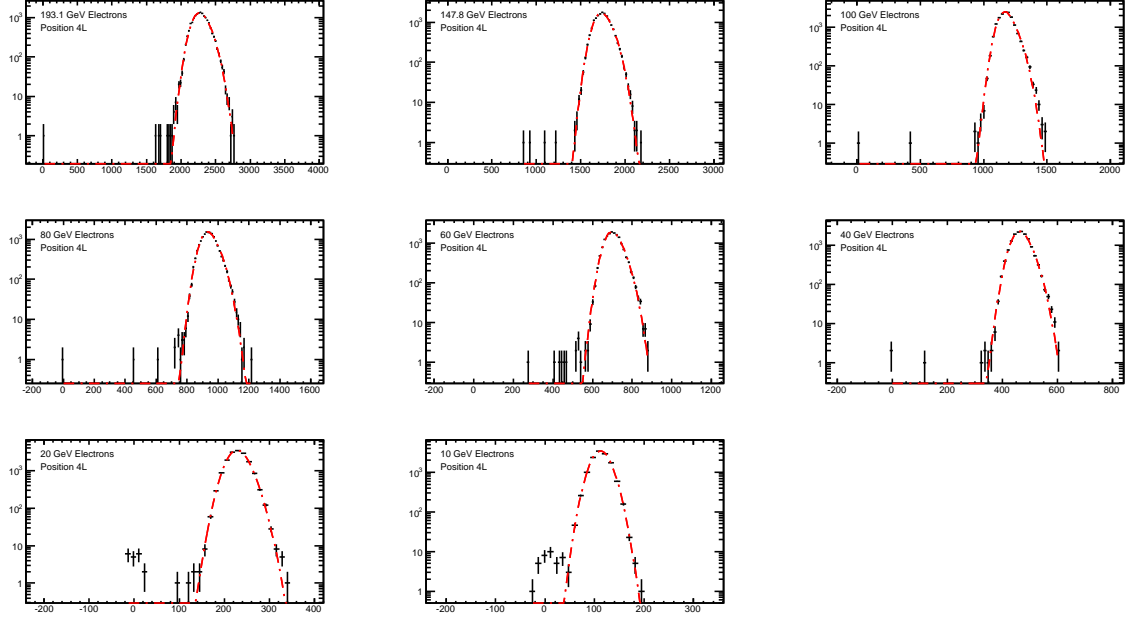 193.1 GeV Electrons
Position 4L
10³
10²
10
1
0 500 1000 1500 2000 2500 3000 3500 4000
147.8 GeV Electrons
Position 4L
10³
10²
10
1
0 500 1000 1500 2000 2500 3000
100 GeV Electrons
Position 4L
10³
10²
10
1
0 500 1000 1500 2000
80 GeV Electrons
Position 4L
10³
10²
10
1
-200 0 200 400 600 800 1000 1200 1400 1600
60 GeV Electrons
Position 4L
10³
10²
10
1
-200 0 200 400 600 800 1000 1200
40 GeV Electrons
Position 4L
10³
10²
10
1
-200 0 200 400 600 800
20 GeV Electrons
Position 4L
10³
10²
10
1
-200 -100 0 100 200 300 400
10 GeV Electrons
Position 4L
10³
10²
10
1
-200 -100 0 100 200 300